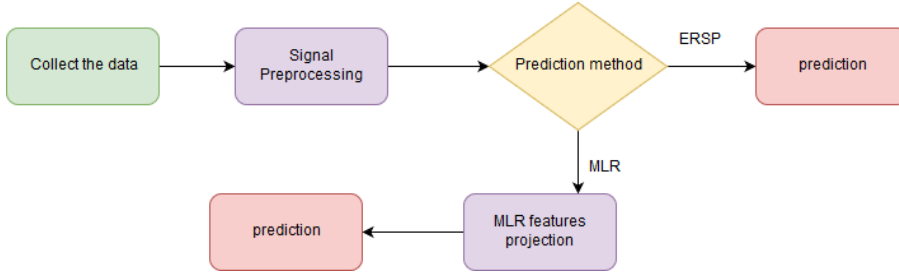 Collect the data
Signal
Preprocessing
Prediction method
ERSP
prediction
MLR
MLR features
projection
prediction